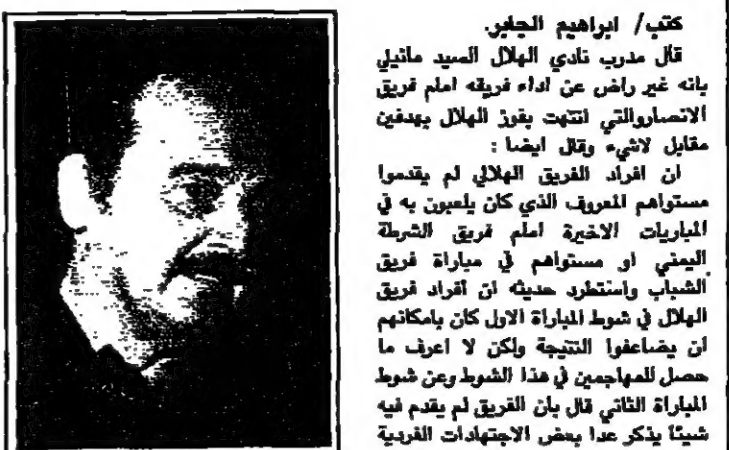 كتب/ ابراهيم الجابر.
قال مدرب نادي الهلال السيد مانيلي
بانه غير راض عن اداء فريقه امام فريق
الانصاروالتي انتهت بفوز الهلال بهدفين
مقابل لاشيء وقال ايضا :
ان افراد الفريق الهلالي لم يقدموا
مستواهم المعروف الذي كان يلعبون به في
المباريات الاخيرة امام فريق الشرطة
اليمني او مستواهم في مباراة فريق
الشباب واستطرد حديثه ان افراد فريق
الهلال في شوط المباراة الاول كان بامكانهم
ان يضاعفوا النتيجة ولكن لا اعرف ما
حصل للمهاجمين في هذا الشوط وعن شوط
المباراة الثاني قال بأن الفريق لم يقدم فيه
شيئا يذكر عدا بعض الاجتهادات الفردية